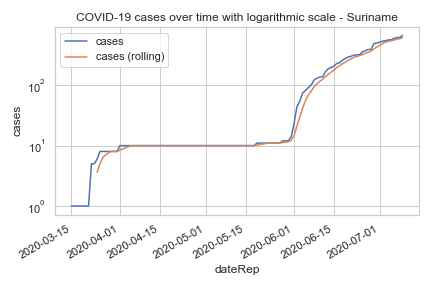 COVID-19 cases over time with logarithmic scale - Suriname
cases
cases (rolling)
cases
10²
10¹
10⁰
2020-03-15
2020-04-01
2020-04-15
2020-05-01
2020-05-15
2020-06-01
2020-06-15
2020-07-01
dateRep